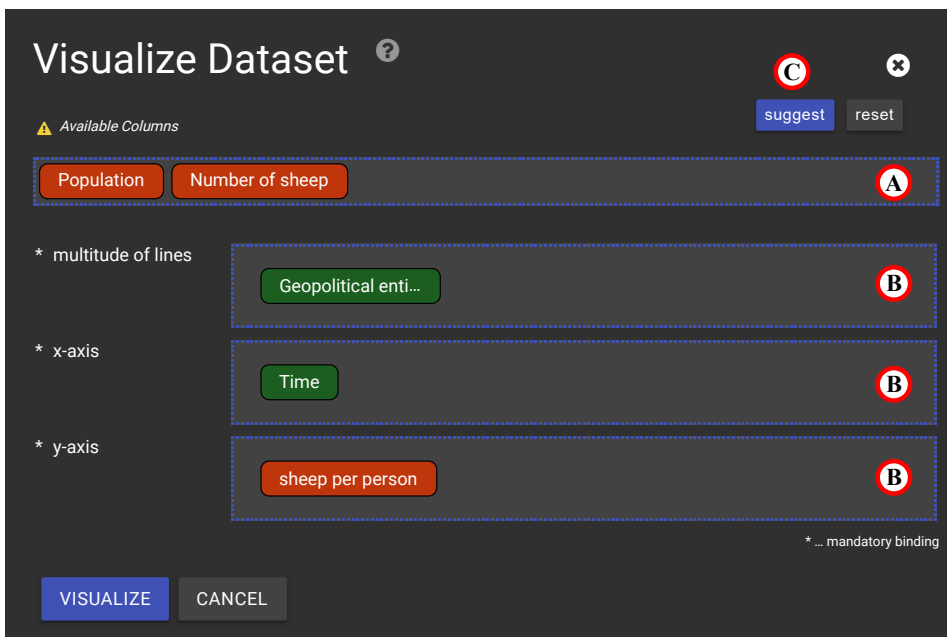 Visualize Dataset ?
C
suggest reset
Available Columns
Population Number of sheep A
* multitude of lines
Geopolitical enti... B
* x-axis
Time B
* y-axis
sheep per person B
* ... mandatory binding
VISUALIZE CANCEL